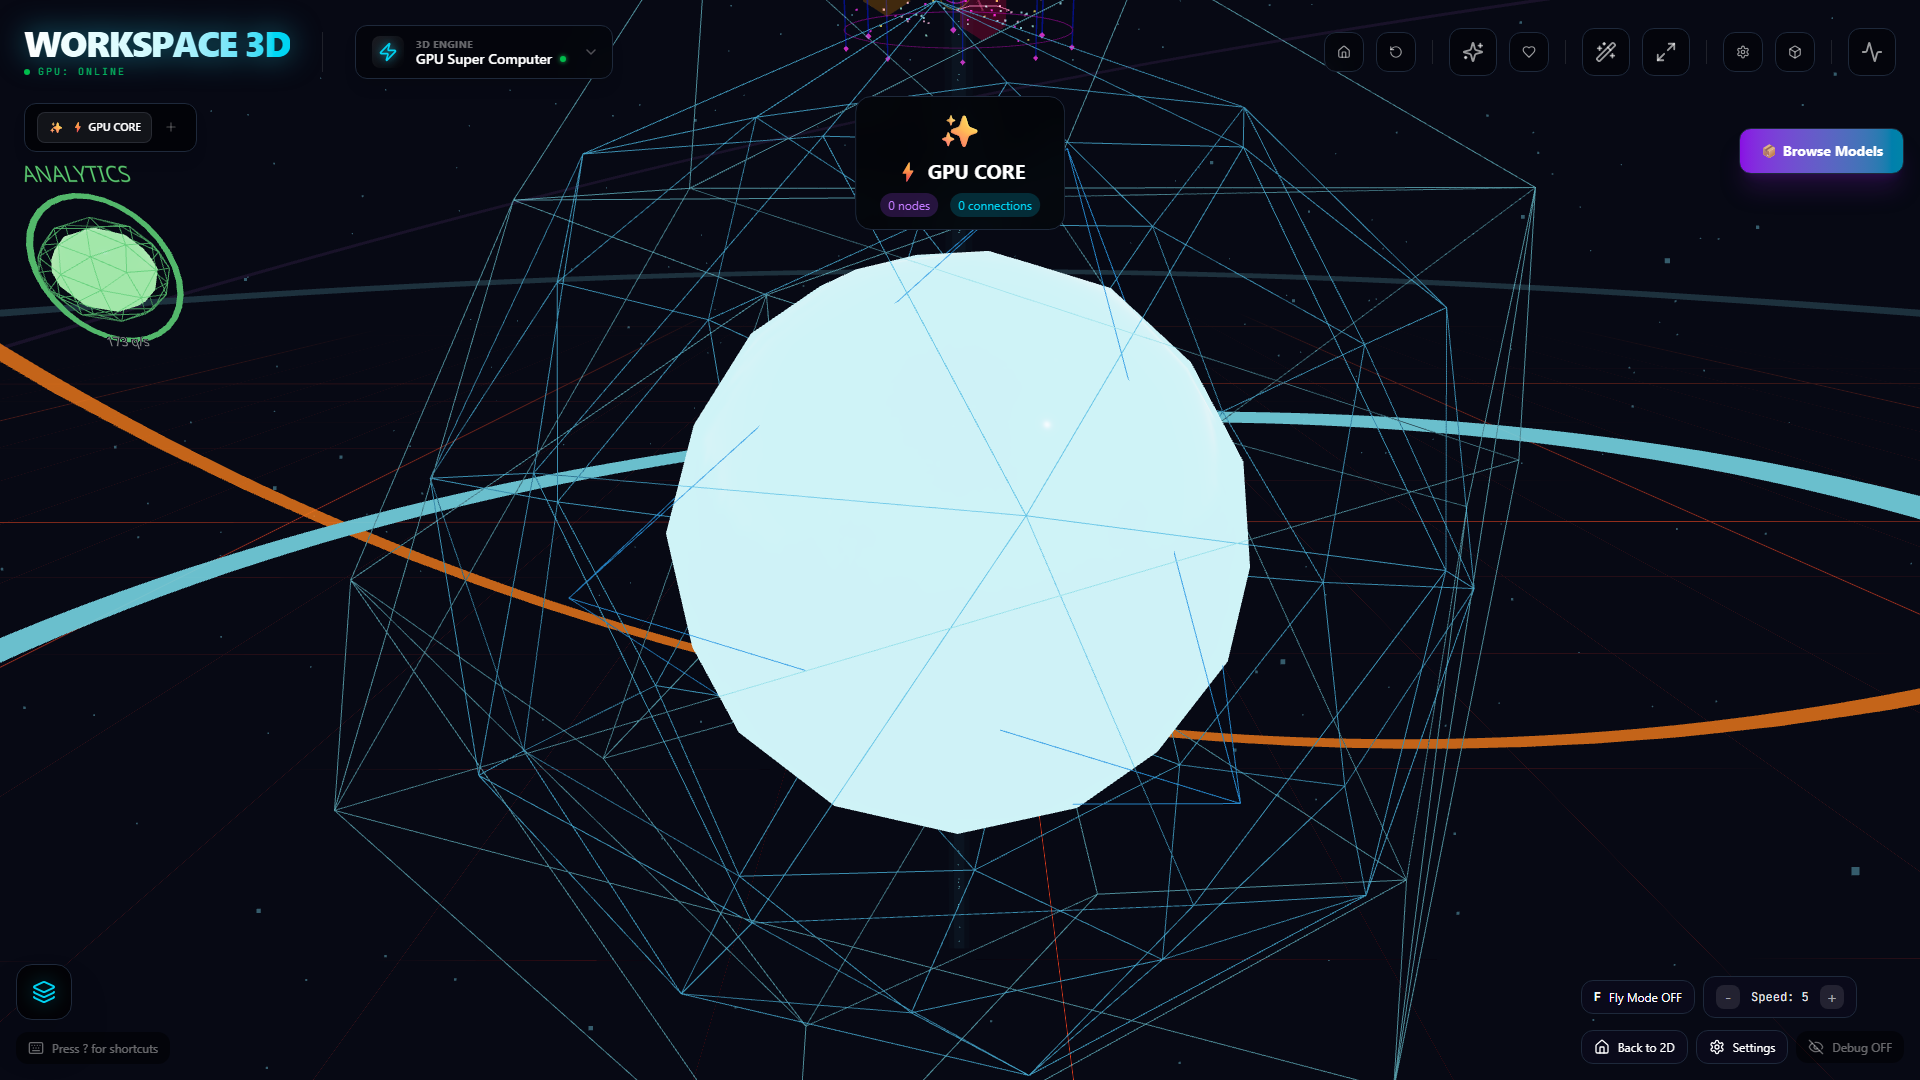 WORKSPACE 3D
GPU: ONLINE
3D ENGINE
GPU Super Computer
GPU CORE
ANALYTICS
GPU CORE
0 nodes
0 connections
Browse Models
F Fly Mode OFF
- Speed: 5 +
Press ? for shortcuts
Back to 2D
Settings
Debug OFF